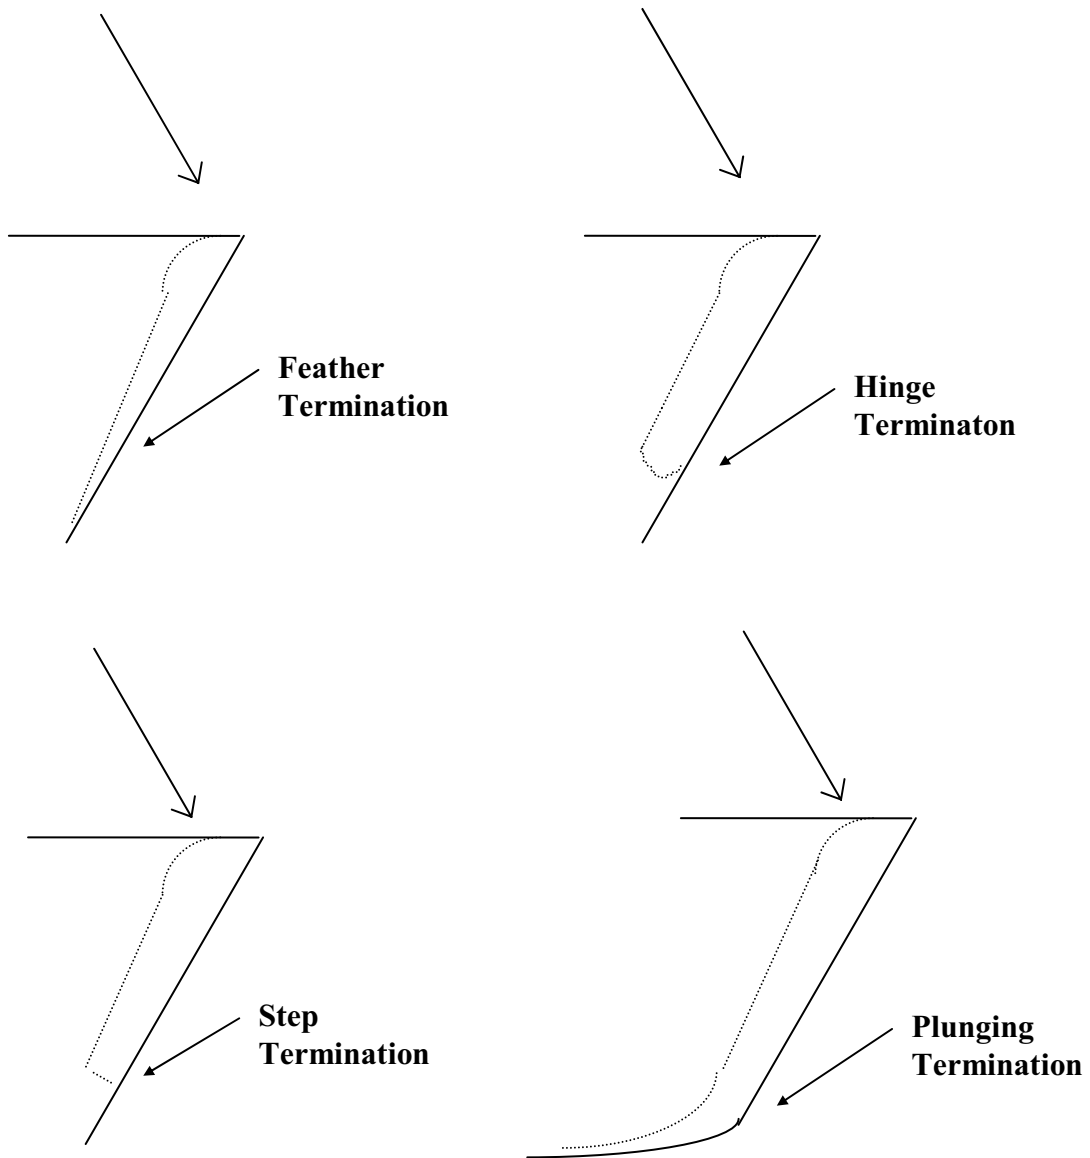 Feather
Termination
Hinge
Terminaton
Step
Termination
Plunging
Termination